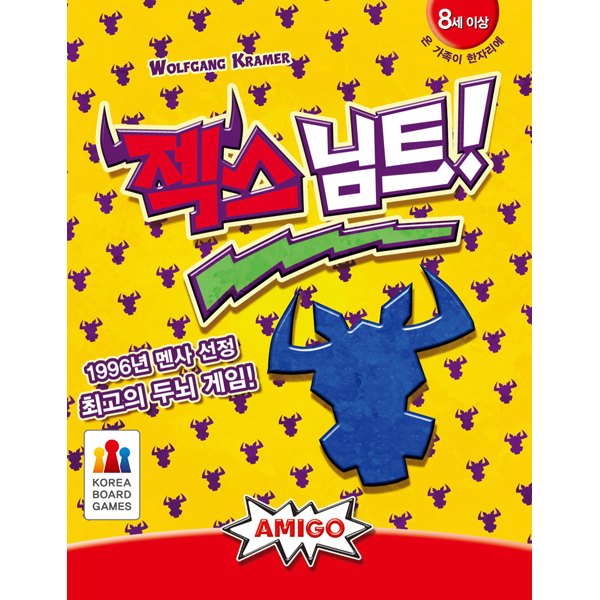 8세 이상
온 가족이 한자리에
WOLFGANG KRAMER
젝스 님트!
1996년 멘사 선정
최고의 두뇌 게임!
KOREA
BOARD
GAMES
AMIGO